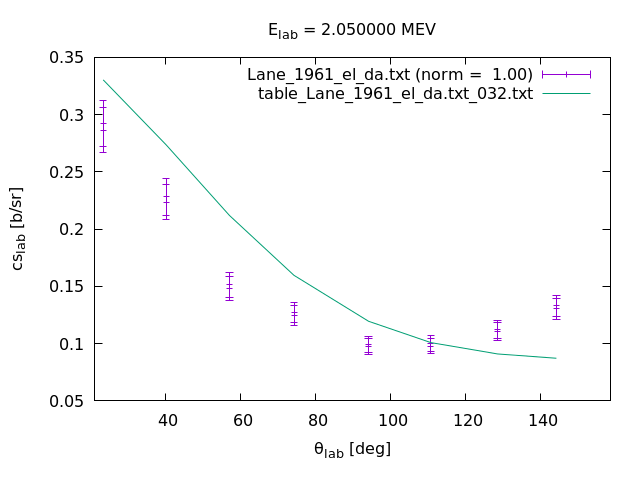 E_lab = 2.050000 MEV
Lane_1961_el_da.txt (norm =  1.00)
table_Lane_1961_el_da.txt_032.txt
cs_lab [b/sr]
0.35
0.3
0.25
0.2
0.15
0.1
0.05
40 60 80 100 120 140
θ_lab [deg]